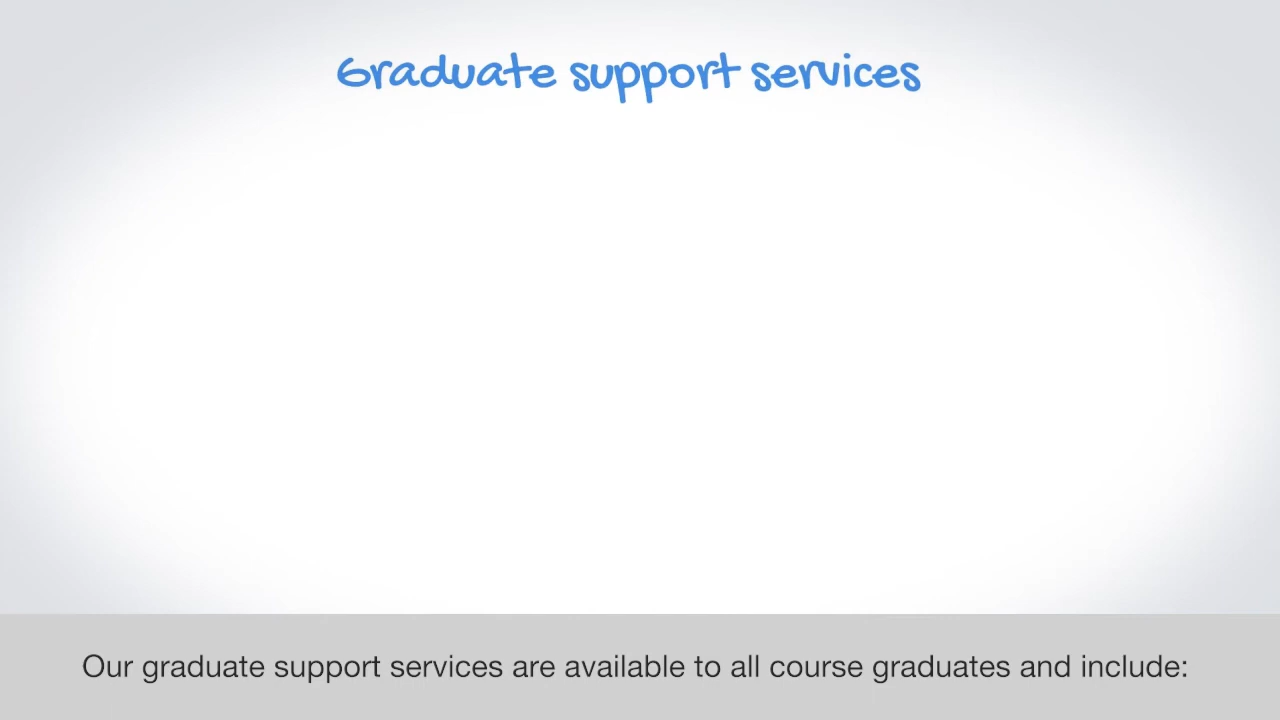 Graduate support services
Our graduate support services are available to all course graduates and include: